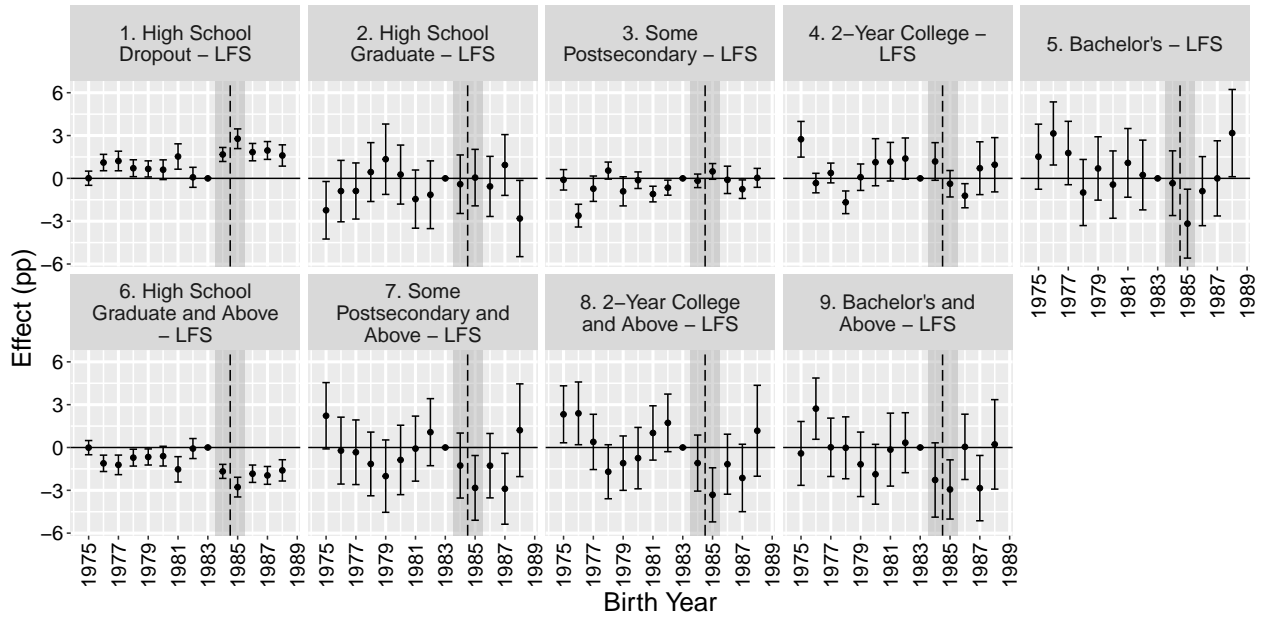 1. High School
Dropout − LFS
2. High School
Graduate − LFS
3. Some
Postsecondary − LFS
4. 2−Year College −
LFS
5. Bachelor's − LFS
6
3
0
−3
−6
1975
1977
1979
1981
1983
1985
1987
1989
Effect (pp)
6. High School
Graduate and Above
− LFS
7. Some
Postsecondary and
Above − LFS
8. 2−Year College
and Above − LFS
9. Bachelor's and
Above − LFS
6
3
0
−3
−6
1975
1977
1979
1981
1983
1985
1987
1989
1975
1977
1979
1981
1983
1985
1987
1989
1975
1977
1979
1981
1983
1985
1987
1989
1975
1977
1979
1981
1983
1985
1987
1989
Birth Year